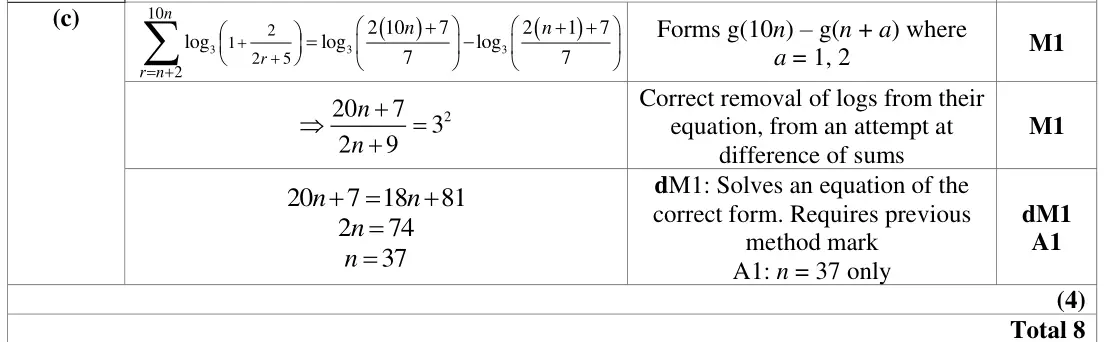 (c)
10n ∑ r=n+2 log₃(1 + 2/(2r + 5)) = log₃((2(10n) + 7)/7) − log₃((2(n + 1) + 7)/7)
Forms g(10n) – g(n + a) where
a = 1, 2
M1
⇒ (20n + 7)/(2n + 9) = 3²
Correct removal of logs from their
equation, from an attempt at
difference of sums
M1
20n + 7 = 18n + 81
2n = 74
n = 37
dM1: Solves an equation of the
correct form. Requires previous
method mark
A1: n = 37 only
dM1
A1
(4)
Total 8